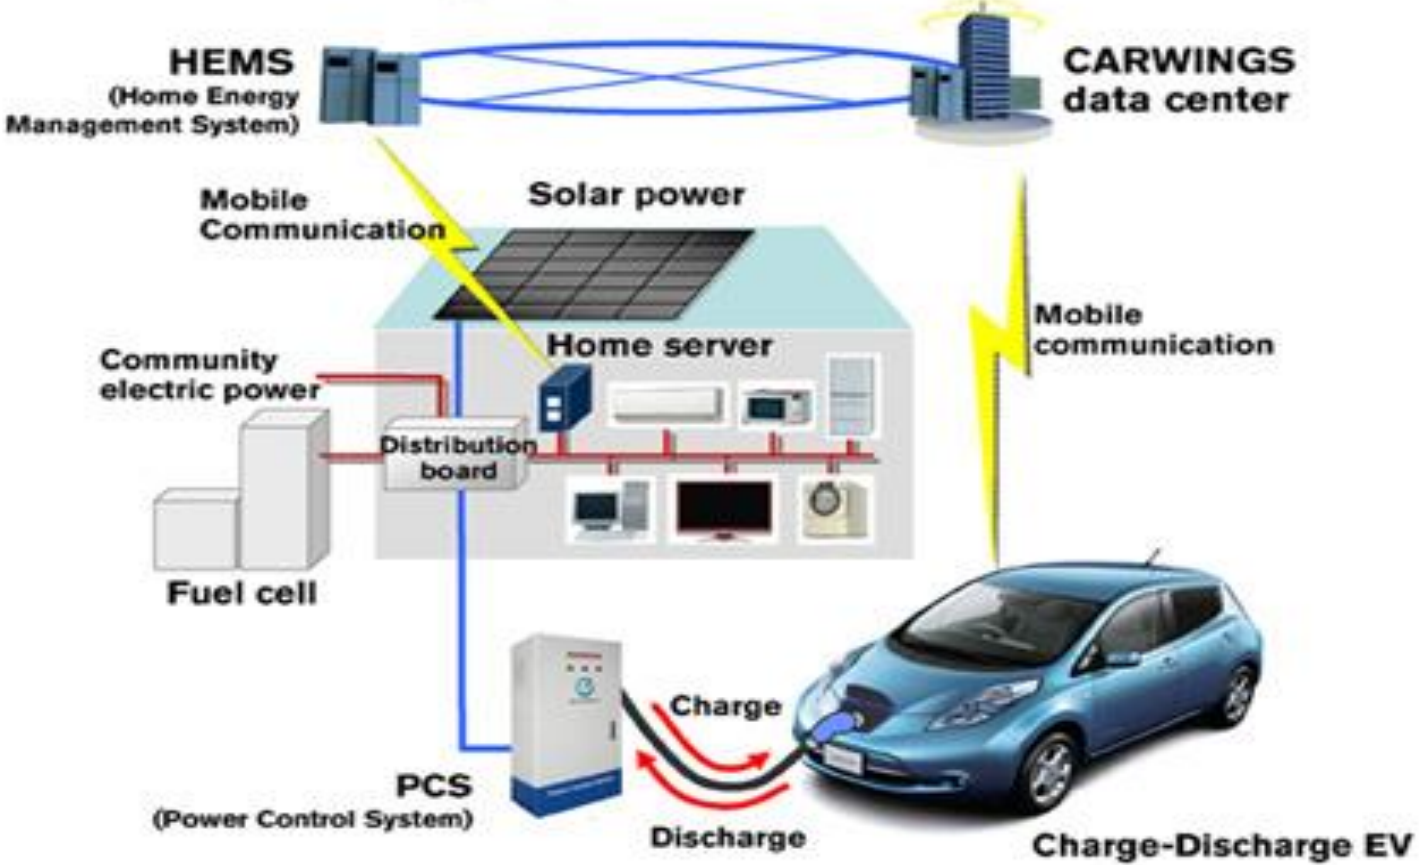 HEMS
(Home Energy
Management System)
CARWINGS
data center
Mobile
Communication
Solar power
Mobile
communication
Community
electric power
Home server
Distribution
board
Fuel cell
Charge
PCS
(Power Control System)
Discharge
Charge-Discharge EV